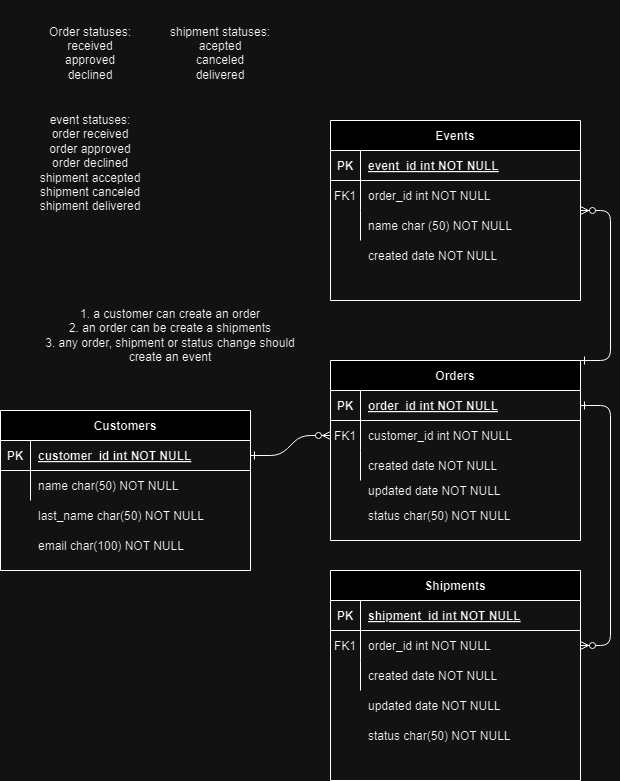 Order statuses:
received
approved
declined
shipment statuses:
acepted
canceled
delivered
event statuses:
order received
order approved
order declined
shipment accepted
shipment canceled
shipment delivered
1. a customer can create an order
2. an order can be create a shipments
3. any order, shipment or status change should
create an event
Events
PK event_id int NOT NULL
FK1 order_id int NOT NULL
name char (50) NOT NULL
created date NOT NULL
Orders
PK order_id int NOT NULL
FK1 customer_id int NOT NULL
created date NOT NULL
updated date NOT NULL
status char(50) NOT NULL
Customers
PK customer_id int NOT NULL
name char(50) NOT NULL
last_name char(50) NOT NULL
email char(100) NOT NULL
Shipments
PK shipment_id int NOT NULL
FK1 order_id int NOT NULL
created date NOT NULL
updated date NOT NULL
status char(50) NOT NULL